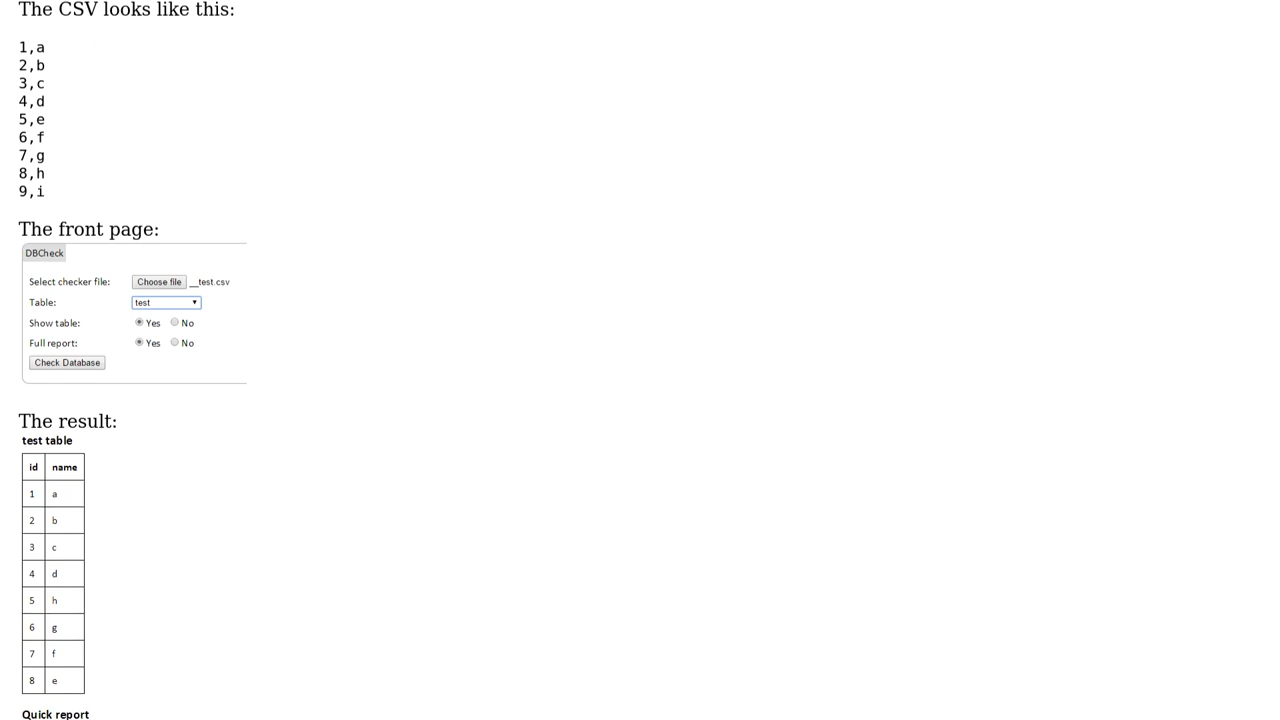 The CSV looks like this:
1,a
2,b
3,c
4,d
5,e
6,f
7,g
8,h
9,i
The front page:
DBCheck
Select checker file: Choose file __test.csv
Table: test
Show table: Yes No
Full report: Yes No
Check Database
The result:
test table
id name
1 a
2 b
3 c
4 d
5 h
6 g
7 f
8 e
Quick report